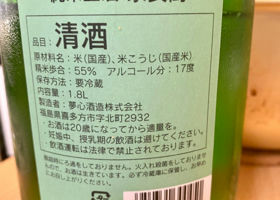 品目：清酒
原材料名：米(国産)、米こうじ(国産米)
精米歩合：55% アルコール分：17度
保存方法：要冷蔵
内容量：1.8L
製造者：夢心酒造株式会社
福島県喜多方市字北町2932
・お酒は20歳になってから適量を。
・妊娠中、授乳期の飲酒は避けてください。
・飲酒運転は法律で禁止されています。